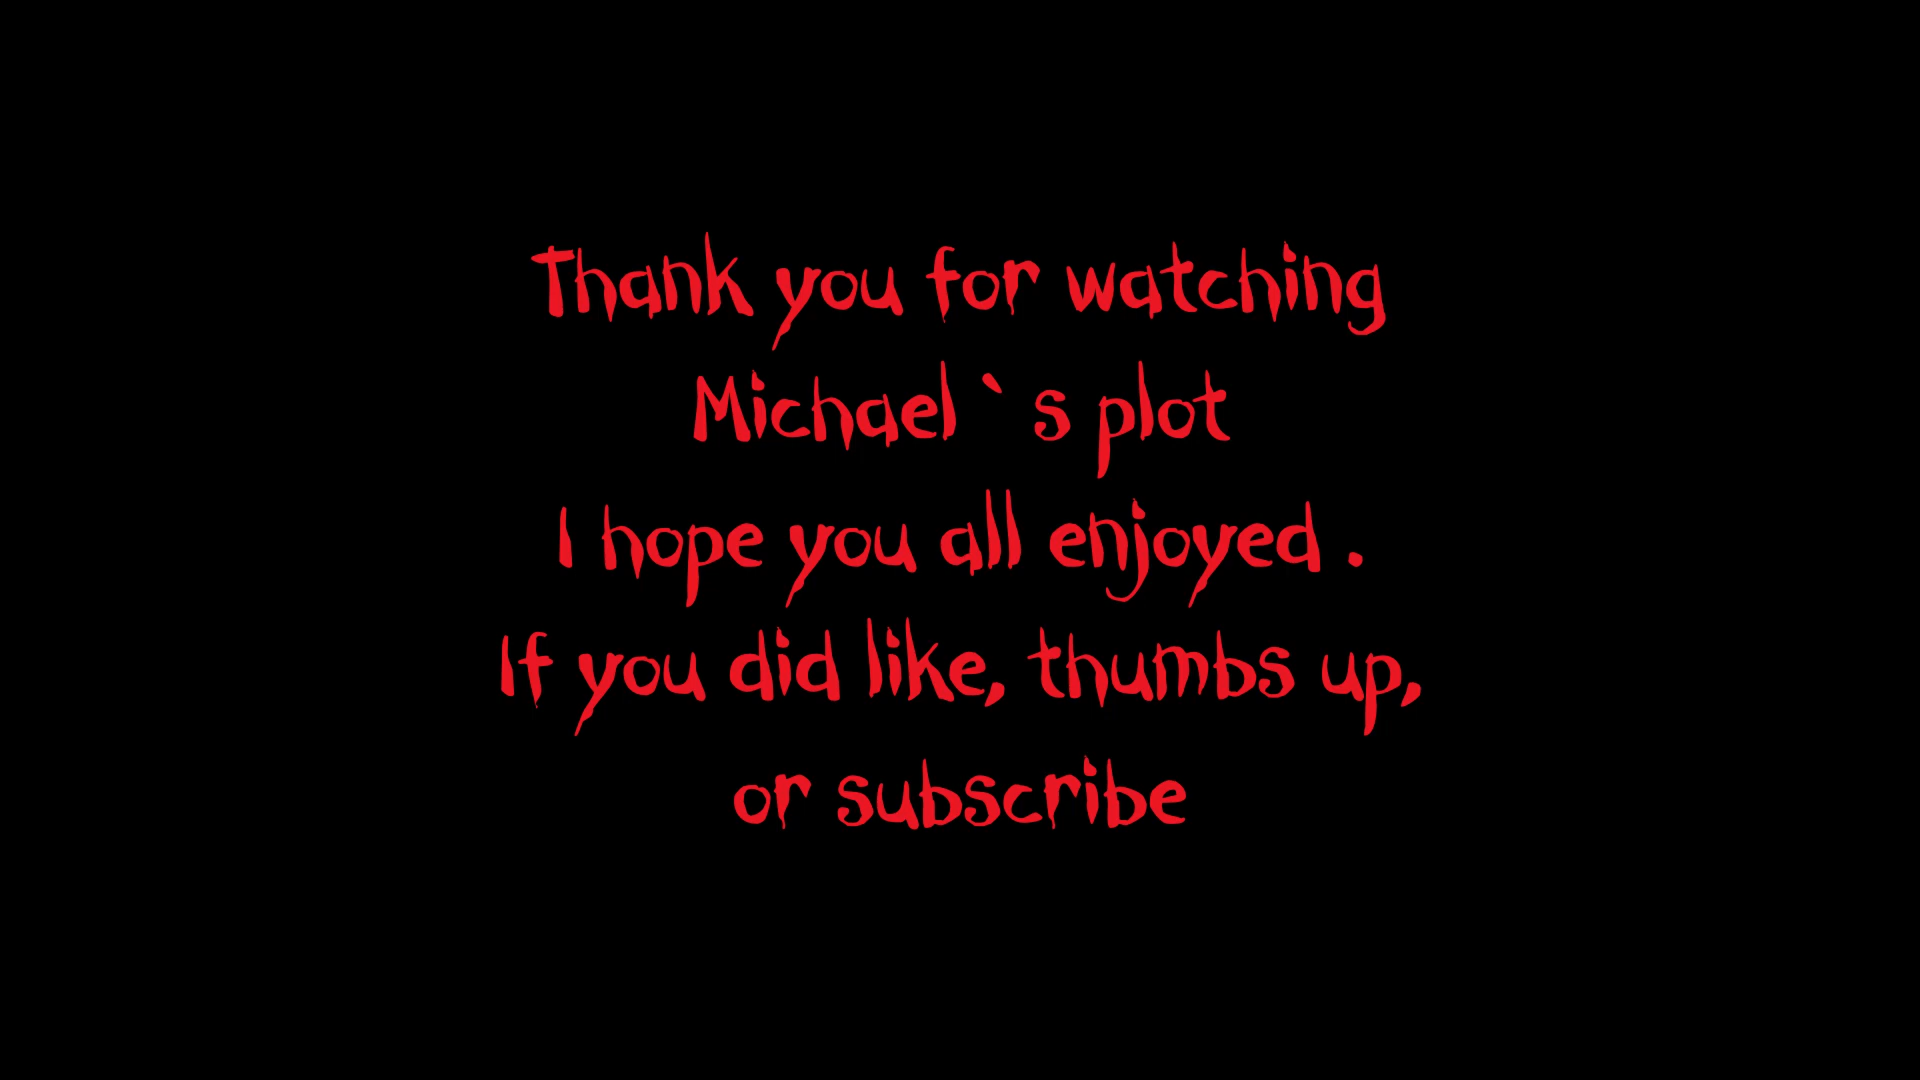 Thank you for watching
Michael ` s plot
I hope you all enjoyed .
If you did like, thumbs up,
or subscribe